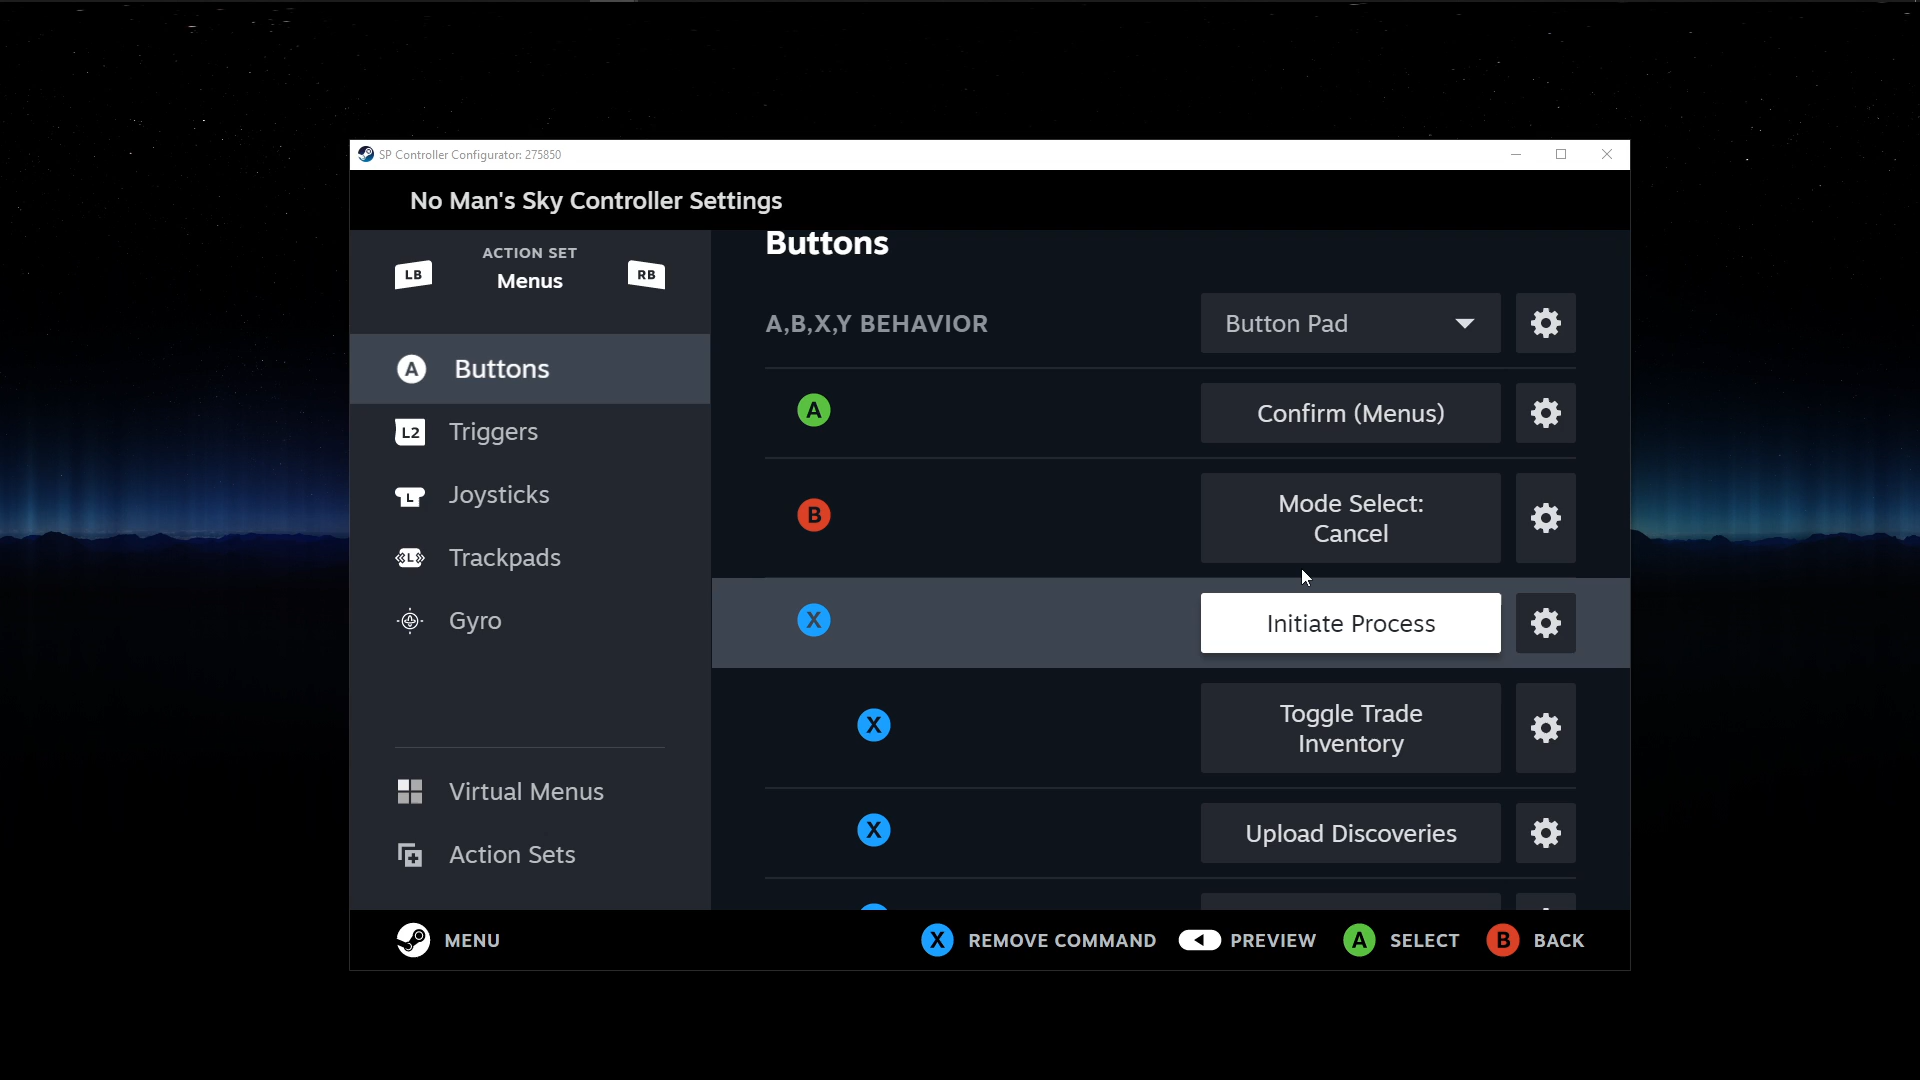 SP Controller Configurator: 275850
No Man's Sky Controller Settings
LB
ACTION SET
Menus
RB
A
Buttons
L2
Triggers
L
Joysticks
L
Trackpads
Gyro
Virtual Menus
Action Sets
Buttons
A,B,X,Y BEHAVIOR
Button Pad
A
Confirm (Menus)
B
Mode Select:
Cancel
X
Initiate Process
X
Toggle Trade
Inventory
X
Upload Discoveries
MENU
X REMOVE COMMAND
PREVIEW
A SELECT
B BACK